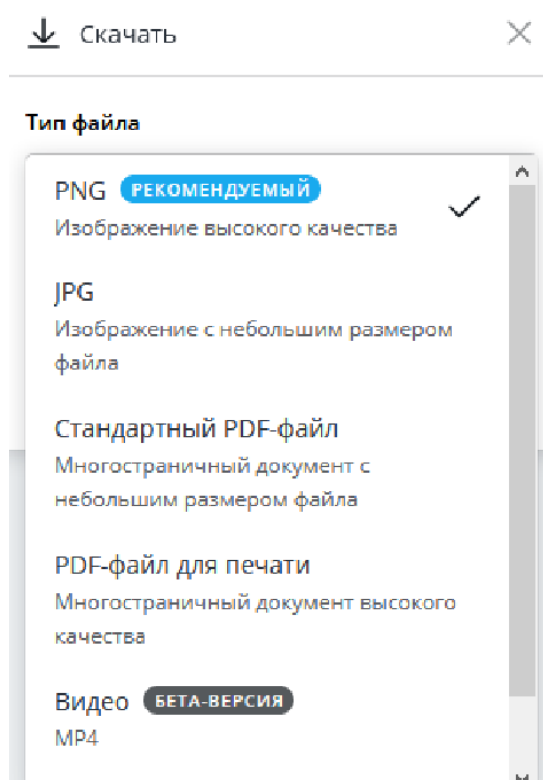 Скачать
Тип файла
PNG РЕКОМЕНДУЕМЫЙ
Изображение высокого качества
JPG
Изображение с небольшим размером
файла
Стандартный PDF-файл
Многостраничный документ с
небольшим размером файла
PDF-файл для печати
Многостраничный документ высокого
качества
Видео БЕТА-ВЕРСИЯ
MP4